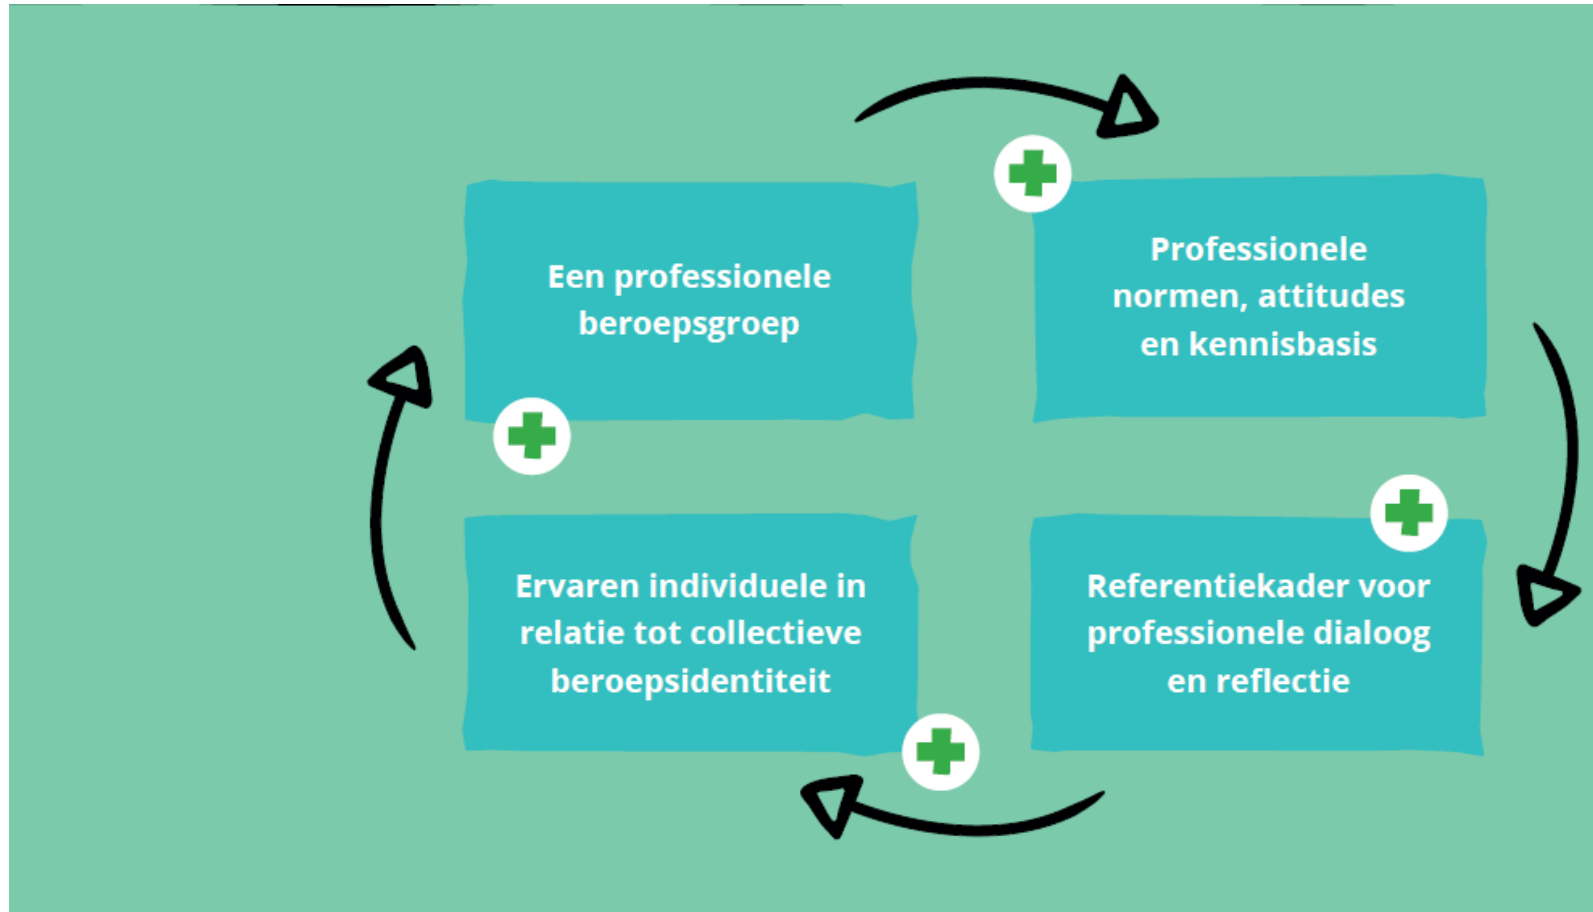 Een professionele
beroepsgroep
Professionele
normen, attitudes
en kennisbasis
Ervaren individuele in
relatie tot collectieve
beroepsidentiteit
Referentiekader voor
professionele dialoog
en reflectie